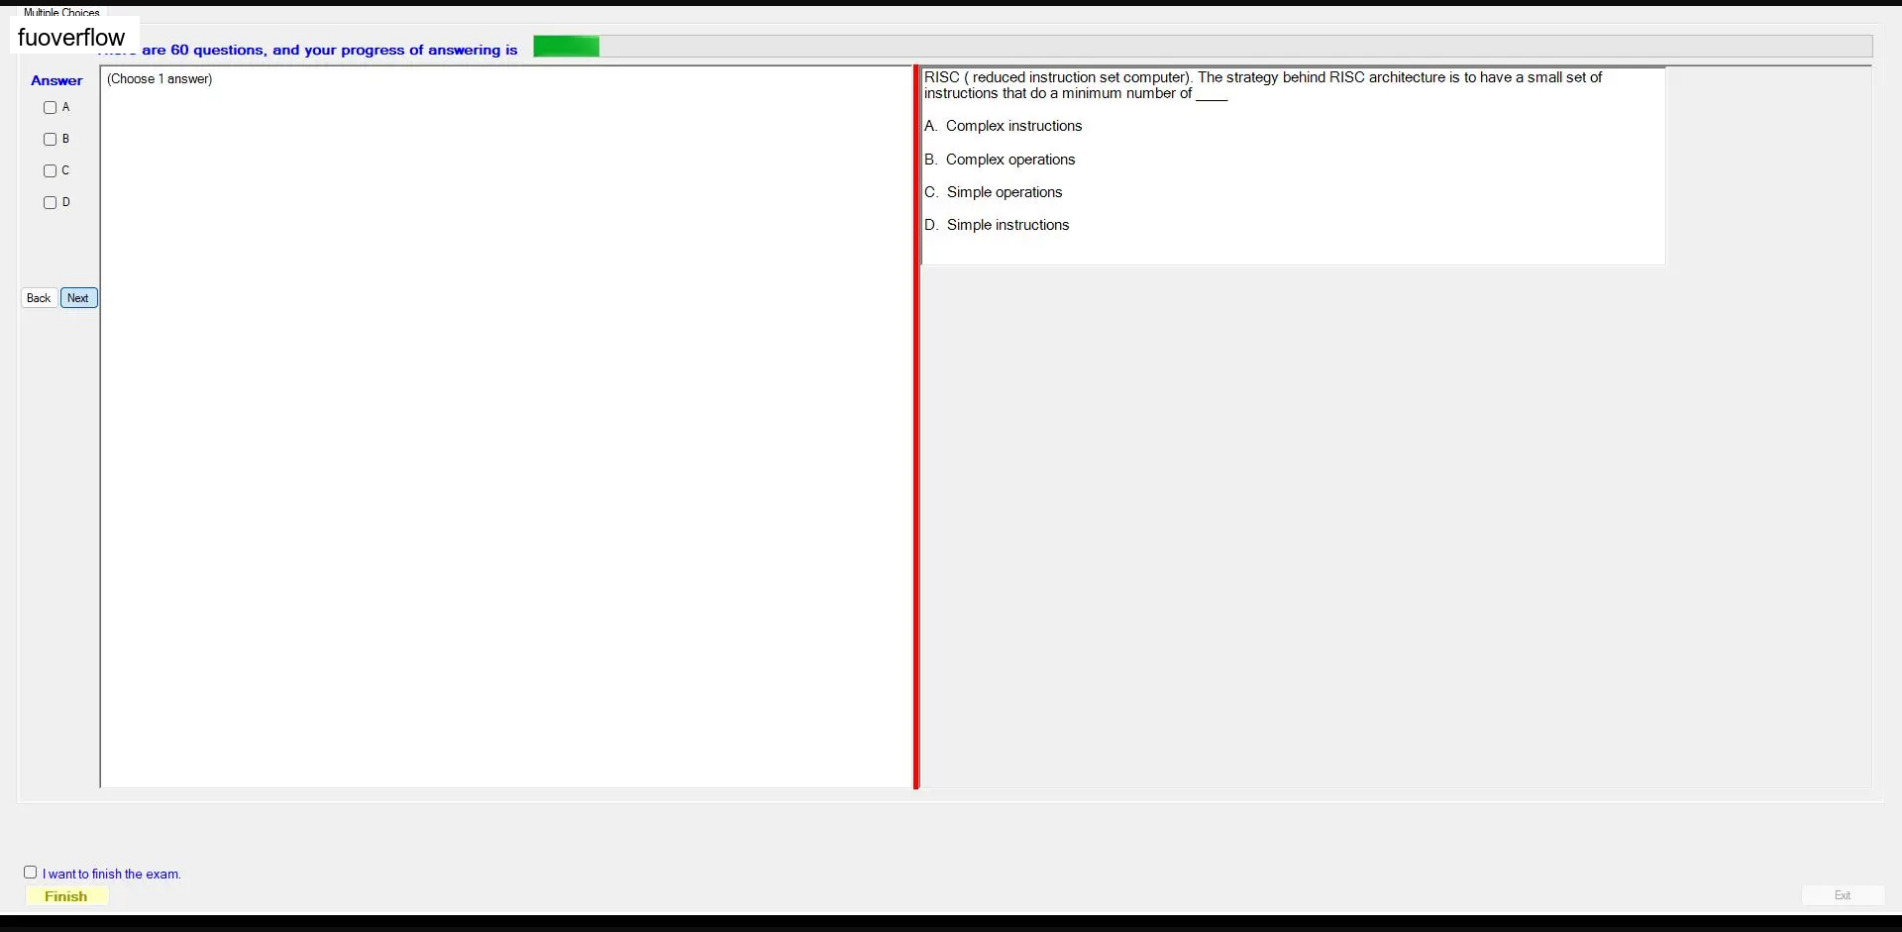 Multiple Choices
fuoverflow
are 60 questions, and your progress of answering is
Answer
(Choose 1 answer)
A
B
C
D
Back Next
RISC ( reduced instruction set computer). The strategy behind RISC architecture is to have a small set of
instructions that do a minimum number of ____
A. Complex instructions
B. Complex operations
C. Simple operations
D. Simple instructions
I want to finish the exam.
Finish
Exit